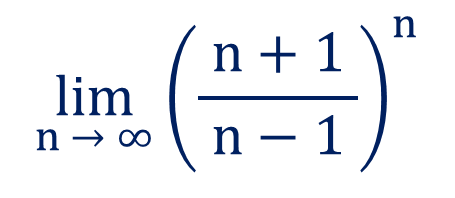 lim n → ∞ ( n + 1 / n − 1 ) n